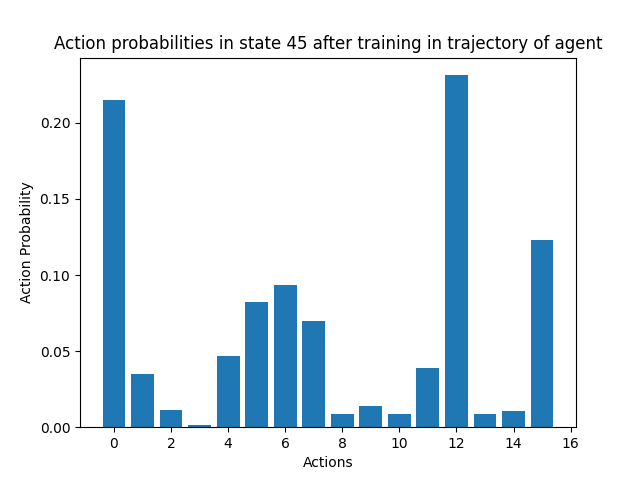 Action probabilities in state 45 after training in trajectory of agent
0.20
0.15
0.10
0.05
0.00
Action Probability
0 2 4 6 8 10 12 14 16
Actions